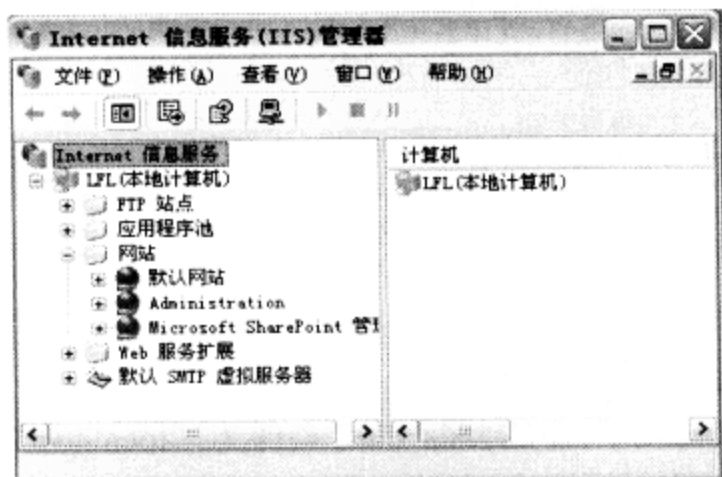 Internet 信息服务(IIS)管理器
文件(F) 操作(A) 查看(V) 窗口(W) 帮助(H)
Internet 信息服务
LFL(本地计算机)
FTP 站点
应用程序池
网站
默认网站
Administration
Microsoft SharePoint 管
Web 服务扩展
默认 SMTP 虚拟服务器
计算机
LFL(本地计算机)